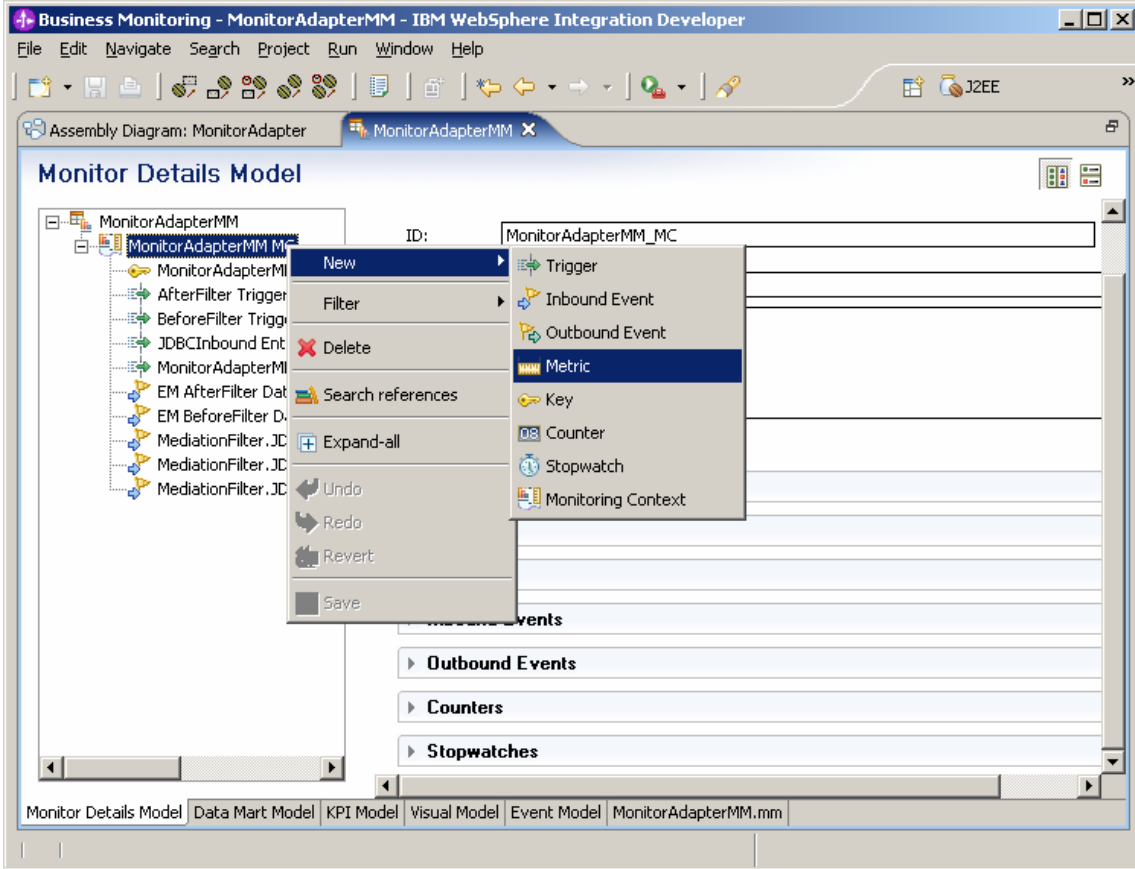 Business Monitoring - MonitorAdapterMM - IBM WebSphere Integration Developer
File Edit Navigate Search Project Run Window Help
J2EE »
Assembly Diagram: MonitorAdapter MonitorAdapterMM
Monitor Details Model
MonitorAdapterMM
MonitorAdapterMM MC
ID: MonitorAdapterMM_MC
MonitorAdapterM
AfterFilter Trigger
BeforeFilter Trigg
JDBCInbound Ent
MonitorAdapterM
EM AfterFilter Dat
EM BeforeFilter D
MediationFilter.JD
MediationFilter.JD
MediationFilter.JD
New
Filter
Delete
Search references
Expand-all
Undo
Redo
Revert
Save
Trigger
Inbound Event
Outbound Event
Metric
Key
Counter
Stopwatch
Monitoring Context
Events
Outbound Events
Counters
Stopwatches
Monitor Details Model Data Mart Model KPI Model Visual Model Event Model MonitorAdapterMM.mm